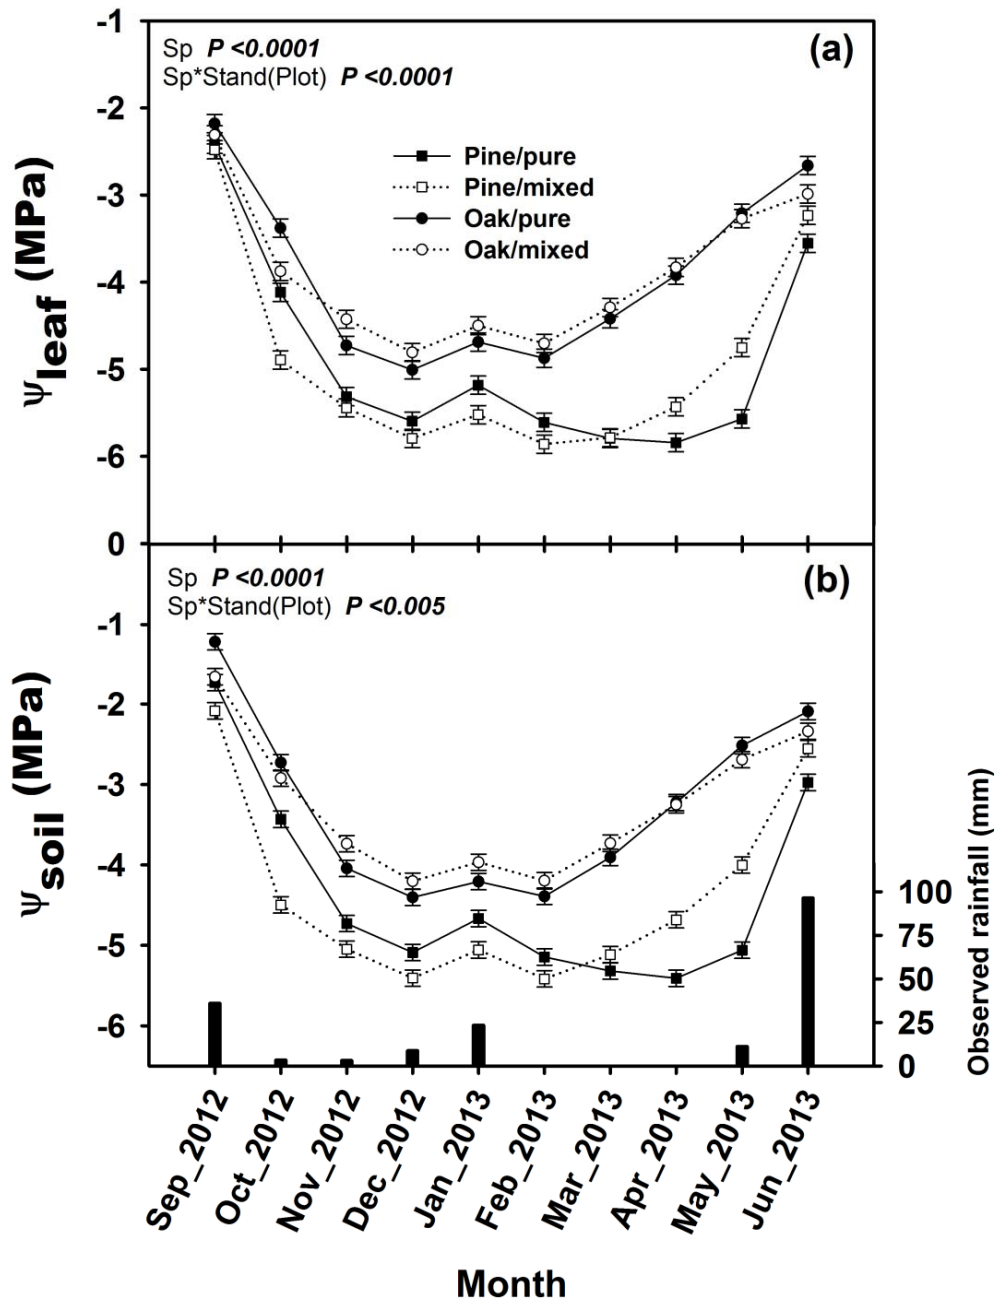 -1
Sp P <0.0001
(a)
Sp*Stand(Plot) P <0.0001
-2
Pine/pure
Pine/mixed
Oak/pure
Oak/mixed
-3
-4
-5
-6
ψleaf (MPa)
0
Sp P <0.0001
(b)
Sp*Stand(Plot) P <0.005
-1
-2
-3
-4
-5
-6
ψsoil (MPa)
100
75
50
25
0
Observed rainfall (mm)
Sep_2012
Oct_2012
Nov_2012
Dec_2012
Jan_2013
Feb_2013
Mar_2013
Apr_2013
May_2013
Jun_2013
Month